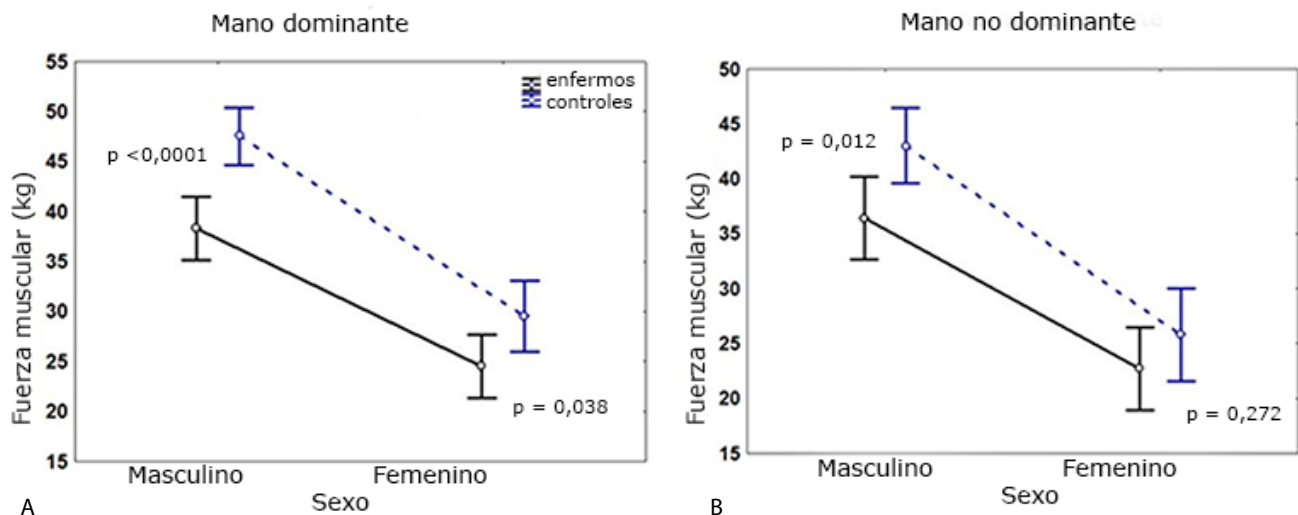 Mano dominante
Fuerza muscular (kg)
55
50
45
40
35
30
25
20
15
enfermos
controles
p <0,0001
p = 0,038
Masculino
Femenino
Sexo
A
Mano no dominante
Fuerza muscular (kg)
50
45
40
35
30
25
20
15
p = 0,012
p = 0,272
Masculino
Femenino
Sexo
B